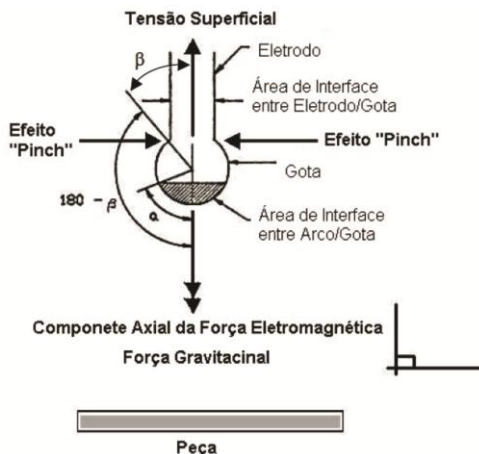 Tensão Superficial
β
Eletrodo
Área de Interface
entre Eletrodo/Gota
Efeito
"Pinch"
Efeito "Pinch"
Gota
180 - β
α
Área de Interface
entre Arco/Gota
Componete Axial da Força Eletromagnética
Força Gravitacinal
Peça